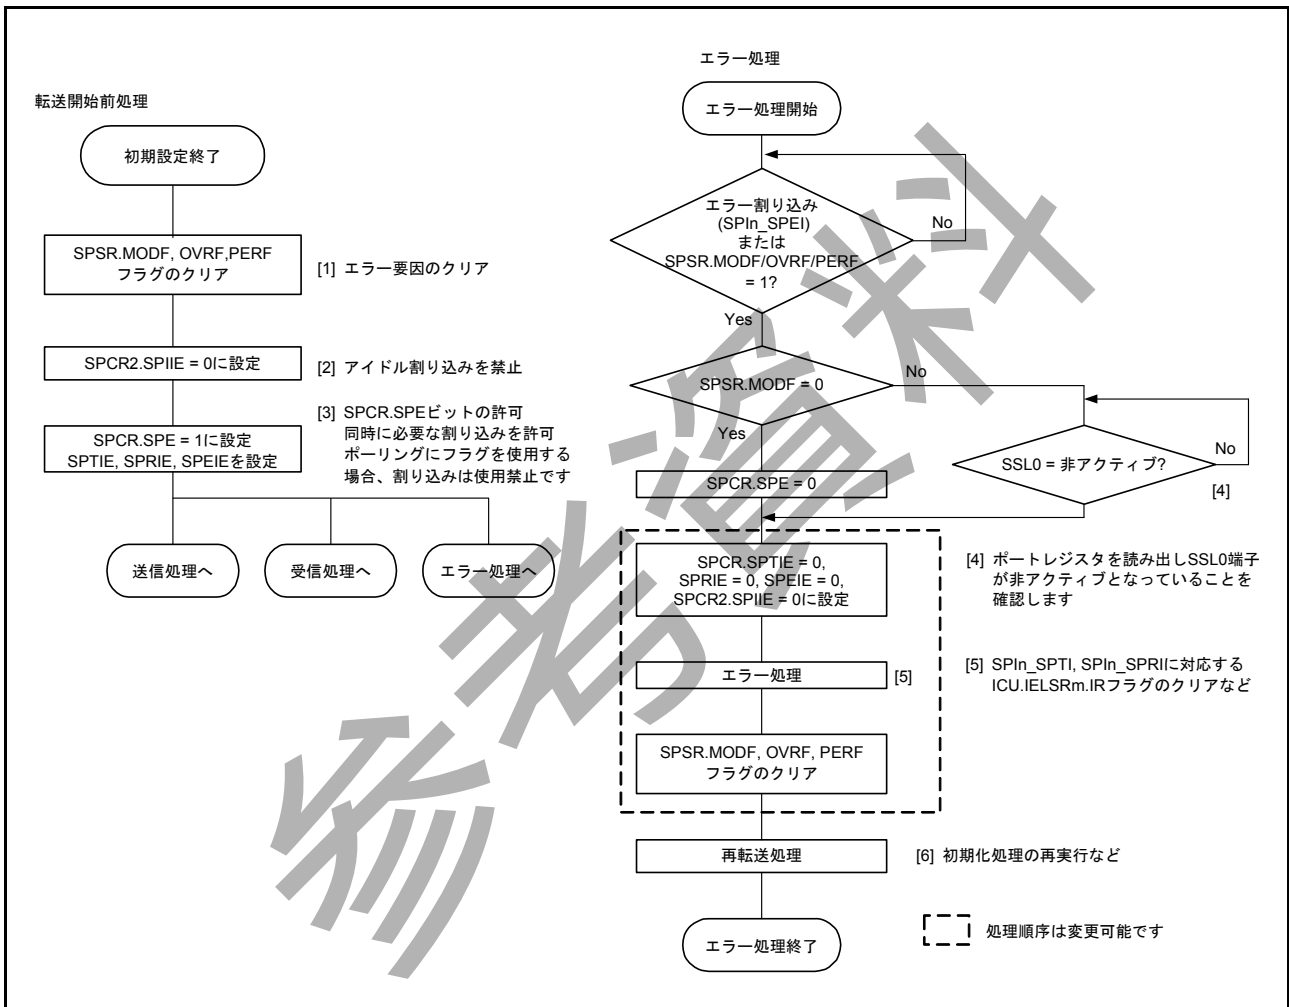 転送開始前処理
初期設定終了
SPSR.MODF, OVRF,PERF
フラグのクリア
[1] エラー要因のクリア
SPCR2.SPIIE = 0に設定
[2] アイドル割り込みを禁止
SPCR.SPE = 1に設定
SPTIE, SPRIE, SPEIEを設定
[3] SPCR.SPEビットの許可
同時に必要な割り込みを許可
ポーリングにフラグを使用する
場合、割り込みは使用禁止です
送信処理へ
受信処理へ
エラー処理へ
エラー処理
エラー処理開始
エラー割り込み
(SPIn_SPEI)
または
SPSR.MODF/OVRF/PERF
= 1?
No
Yes
SPSR.MODF = 0
No
Yes
SSL0 = 非アクティブ?
No
[4]
SPCR.SPE = 0
SPCR.SPTIE = 0,
SPRIE = 0, SPEIE = 0,
SPCR2.SPIIE = 0に設定
[4] ポートレジスタを読み出しSSL0端子
が非アクティブとなっていることを
確認します
エラー処理
[5]
[5] SPIn_SPTI, SPIn_SPRIに対応する
ICU.IELSRm.IRフラグのクリアなど
SPSR.MODF, OVRF, PERF
フラグのクリア
再転送処理
[6] 初期化処理の再実行など
エラー処理終了
処理順序は変更可能です
参考資料